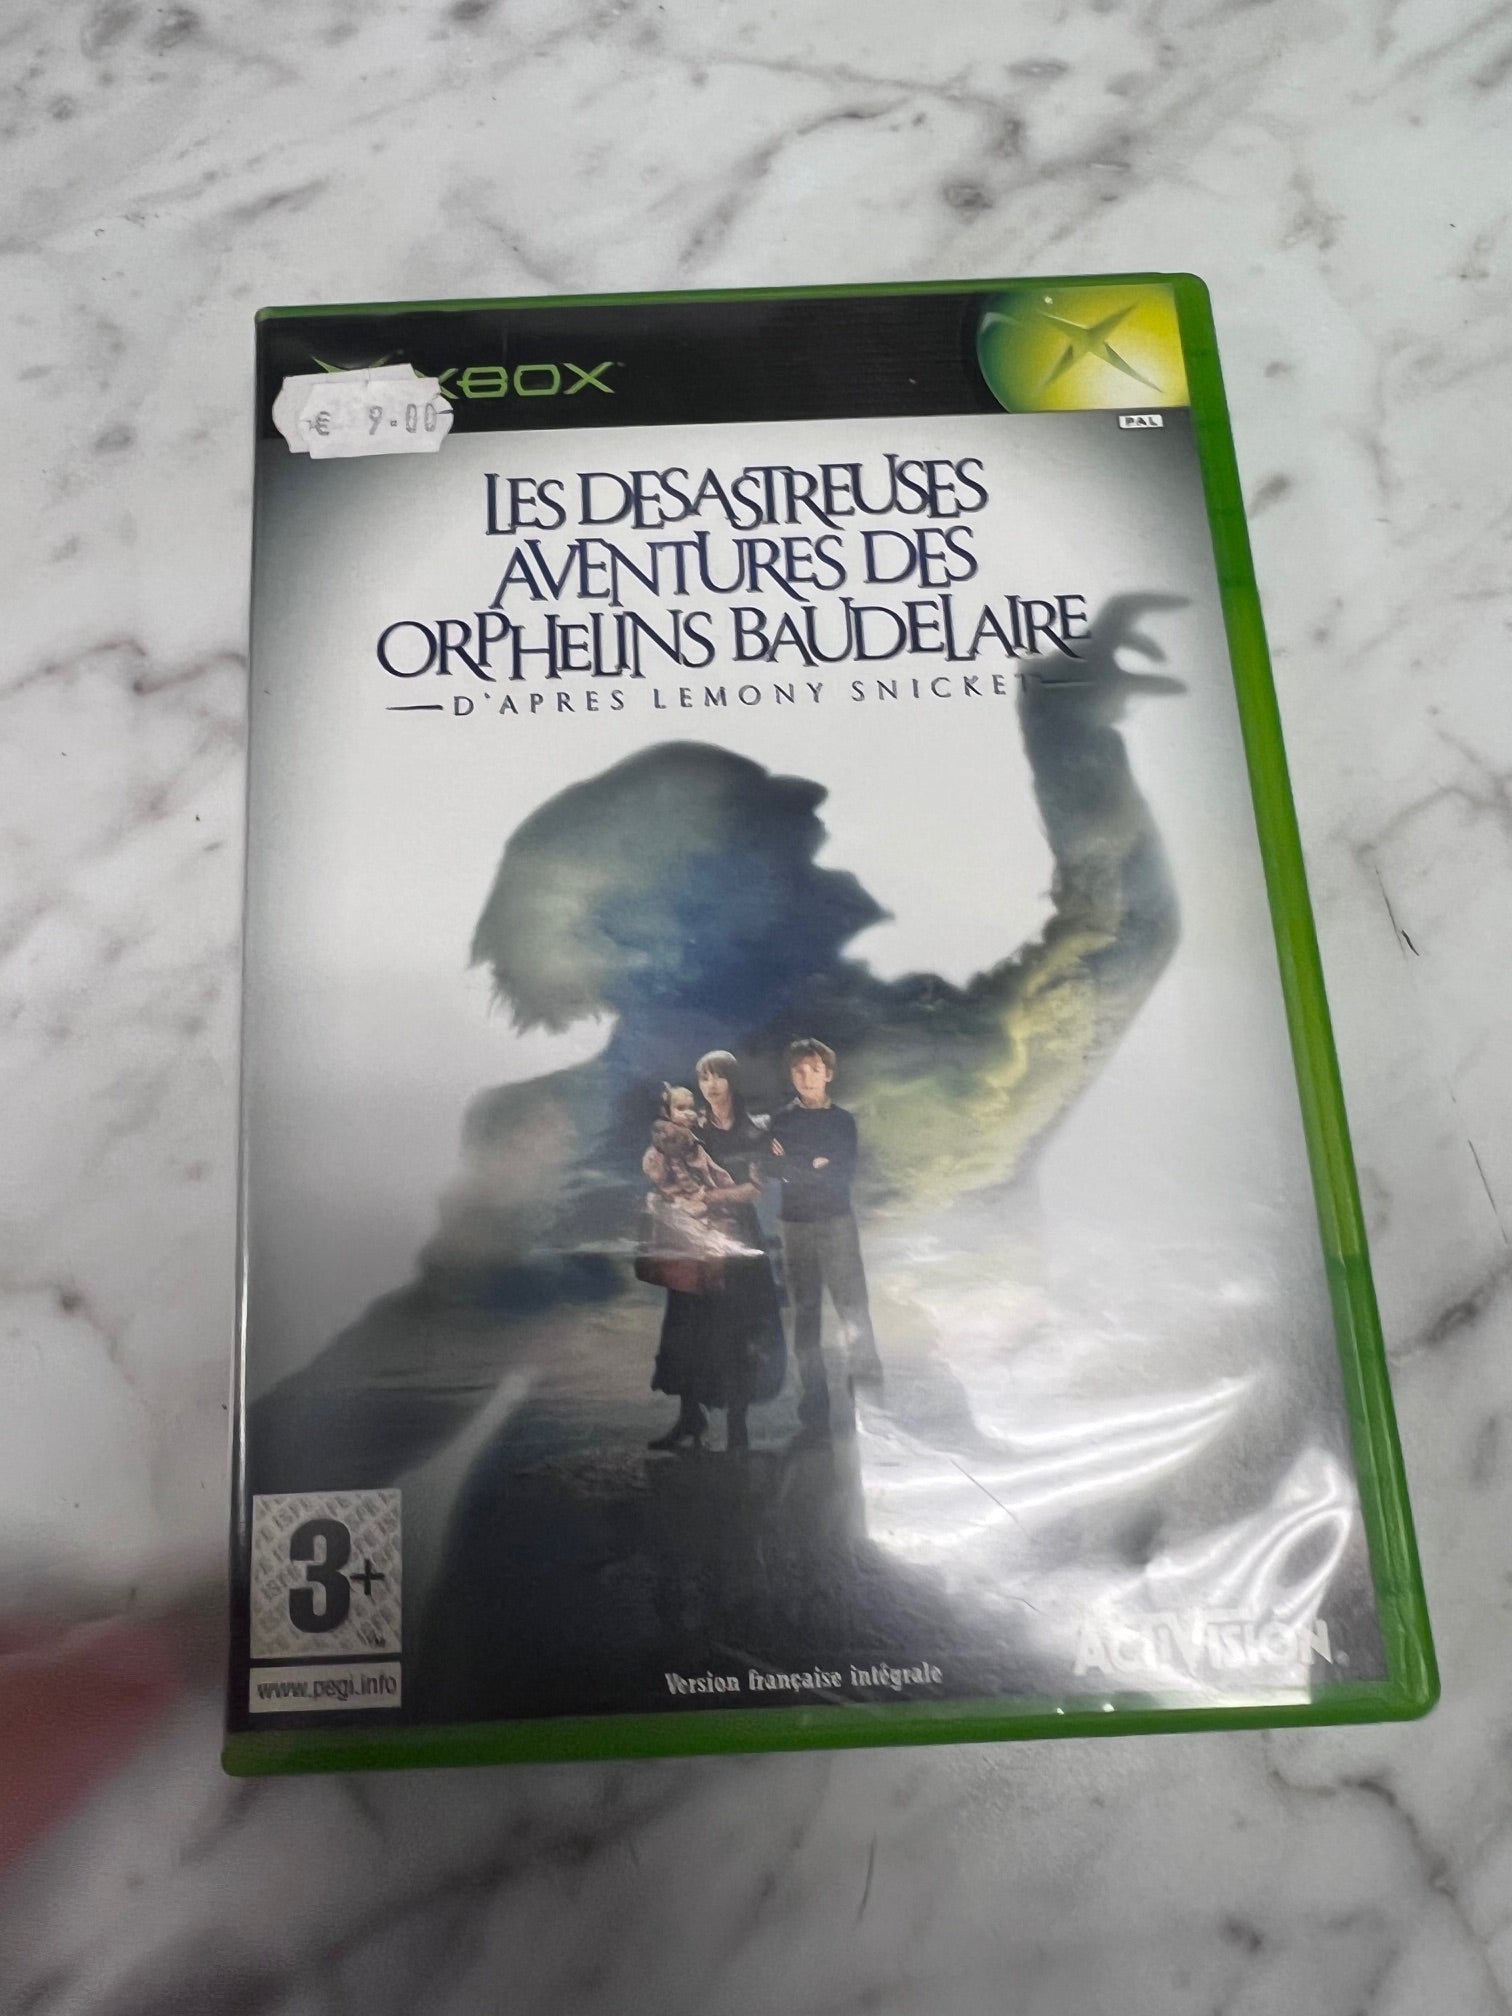 XBOX
€ 9.00
PAL
LES DESASTREUSES
AVENTURES DES
ORPHELINS BAUDELAIRE
D'APRES LEMONY SNICKET
3+
www.pegi.info
Version française intégrale
ACTIVISION.